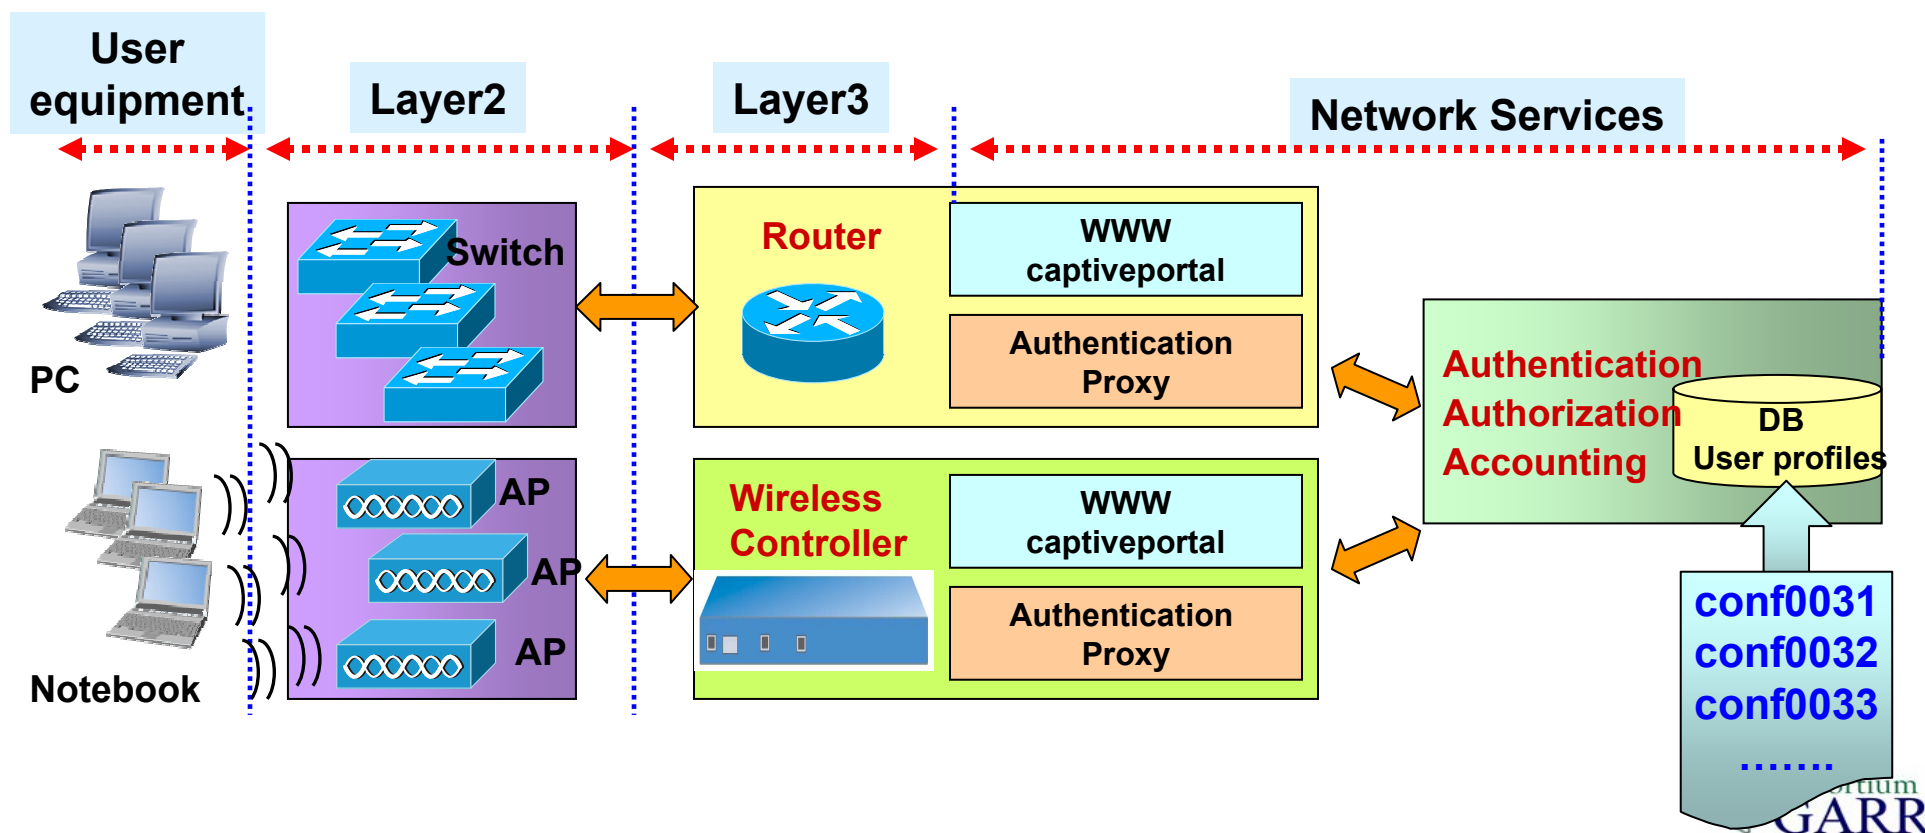 User
equipment
Layer2
Layer3
Network Services
PC
Switch
Router
WWW
captiveportal
Authentication
Proxy
Authentication
Authorization
Accounting
DB
User profiles
Notebook
AP
AP
AP
Wireless
Controller
WWW
captiveportal
Authentication
Proxy
conf0031
conf0032
conf0033
.......
GARR